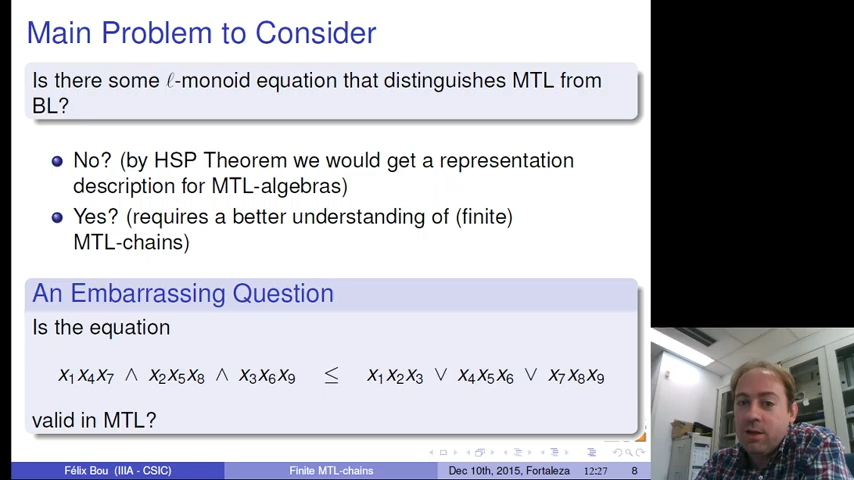 Main Problem to Consider
Is there some ℓ-monoid equation that distinguishes MTL from
BL?
No? (by HSP Theorem we would get a representation
description for MTL-algebras)
Yes? (requires a better understanding of (finite)
MTL-chains)
An Embarrassing Question
Is the equation
x₁x₄x₇ ∧ x₂x₅x₈ ∧ x₃x₆x₉ ≤ x₁x₂x₃ ∨ x₄x₅x₆ ∨ x₇x₈x₉
valid in MTL?
Félix Bou (IIIA - CSIC) Finite MTL-chains Dec 10th, 2015, Fortaleza 12:27 8